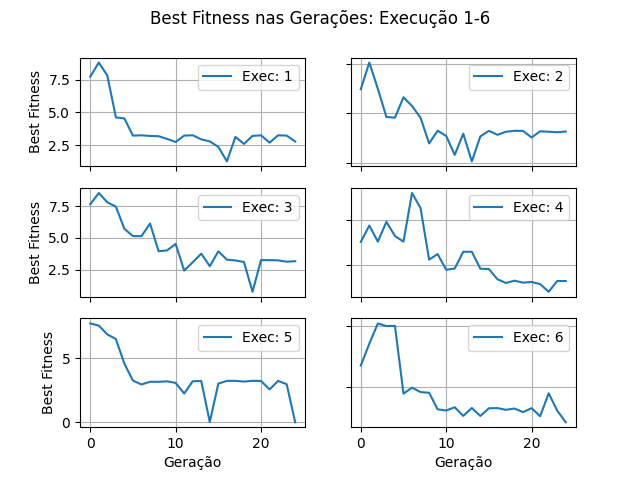 Best Fitness nas Gerações: Execução 1-6
Best Fitness
7.5
5.0
2.5
Exec: 1
Exec: 2
Best Fitness
7.5
5.0
2.5
Exec: 3
Exec: 4
Best Fitness
5
0
Exec: 5
Exec: 6
0
10
20
0
10
20
Geração
Geração